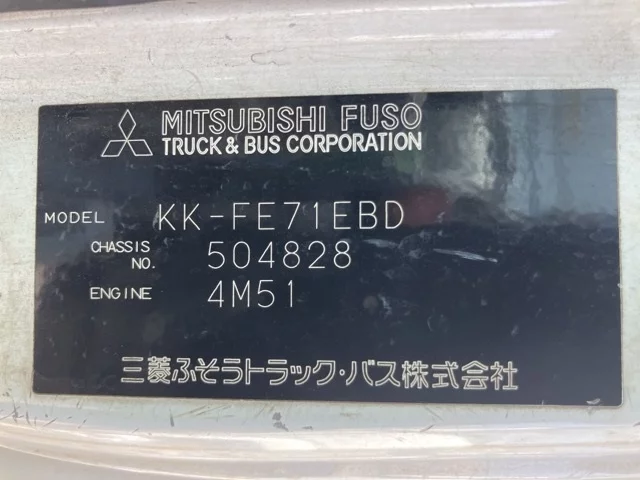 MITSUBISHI FUSO
TRUCK & BUS CORPORATION
MODEL KK-FE71EBD
CHASSIS NO. 504828
ENGINE 4M51
三菱ふそうトラック・バス株式会社